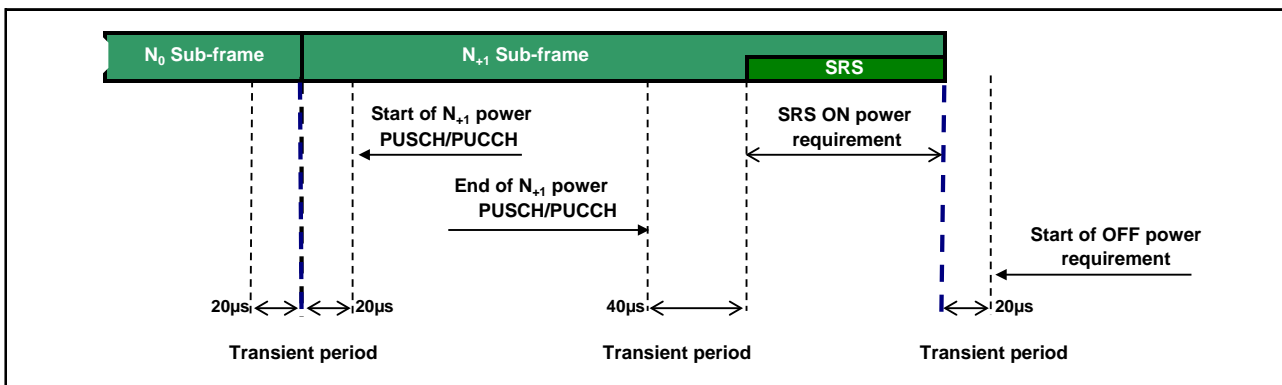 N0 Sub-frame
N+1 Sub-frame
SRS
Start of N+1 power
PUSCH/PUCCH
SRS ON power
requirement
End of N+1 power
PUSCH/PUCCH
Start of OFF power
requirement
20µs
20µs
40µs
20µs
Transient period
Transient period
Transient period